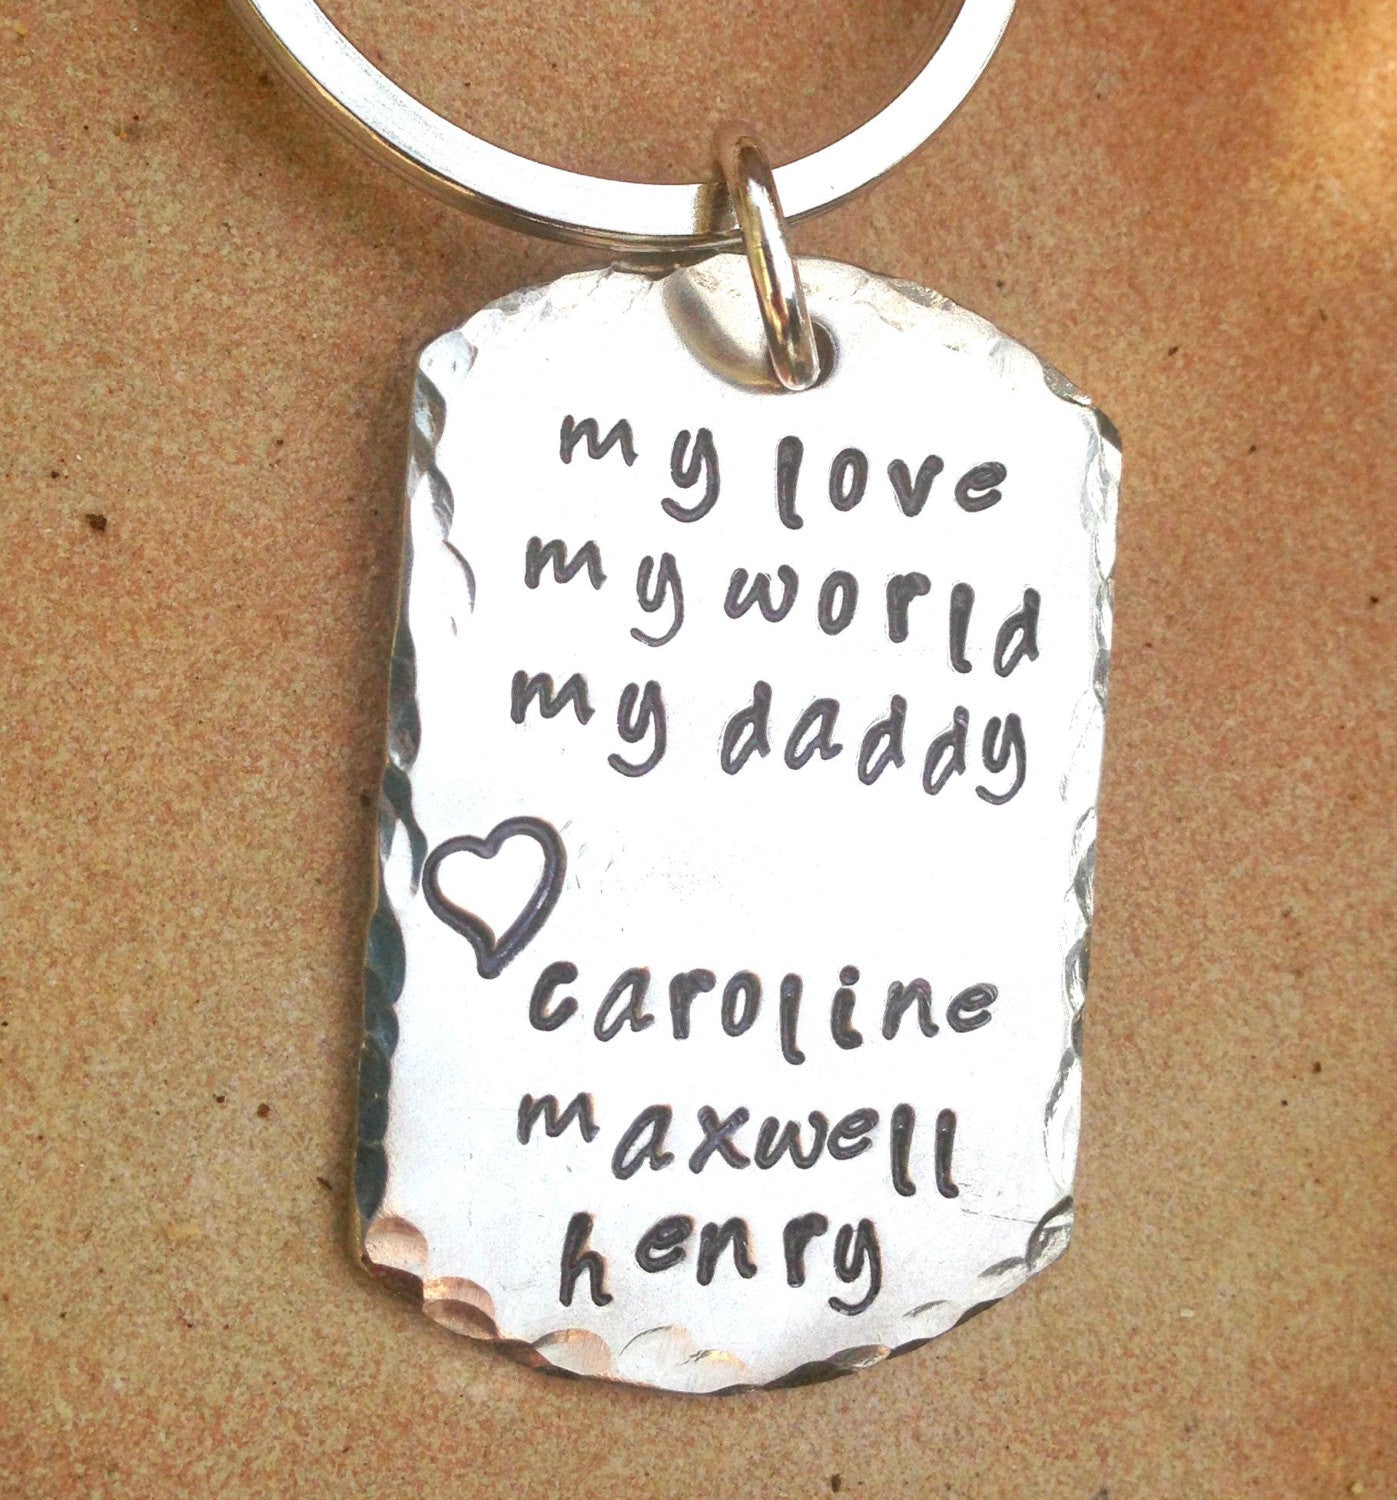 my love
my world
my daddy
caroline
maxwell
henry